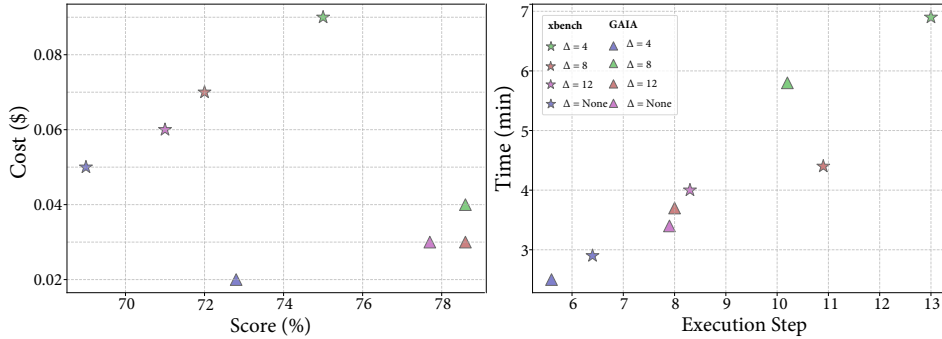 0.08
0.06
0.04
0.02
Cost ($)
70
72
74
76
78
Score (%)
7
6
5
4
3
Time (min)
xbench GAIA
Δ = 4 Δ = 4
Δ = 8 Δ = 8
Δ = 12 Δ = 12
Δ = None Δ = None
6
7
8
9
10
11
12
13
Execution Step